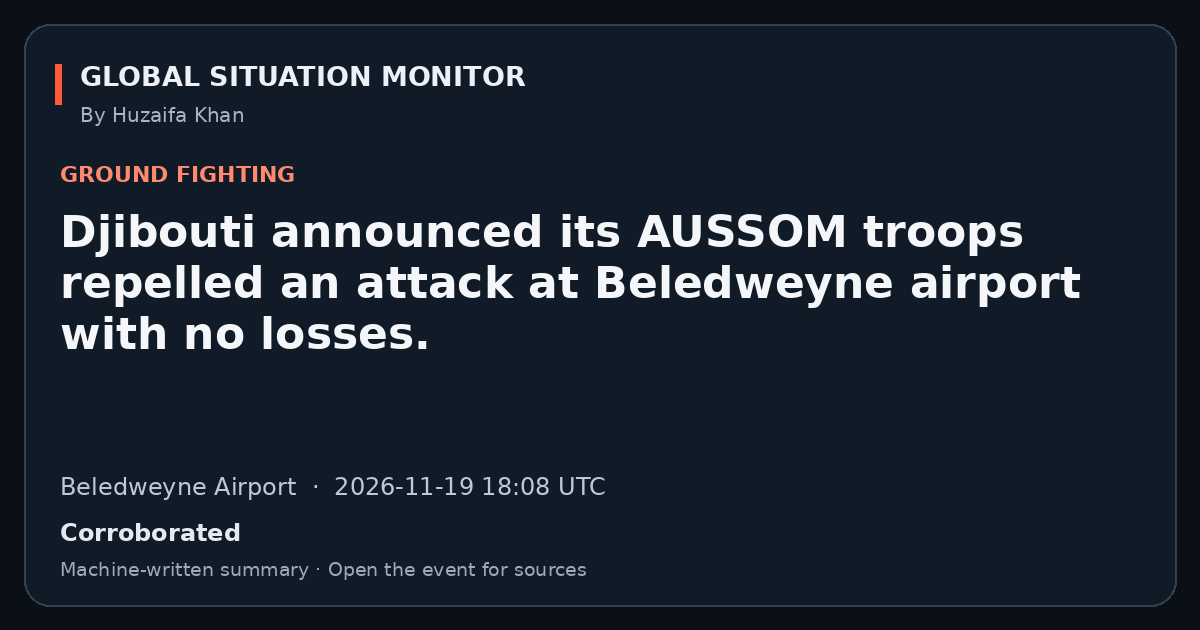 GLOBAL SITUATION MONITOR
By Huzaifa Khan
GROUND FIGHTING
Djibouti announced its AUSSOM troops
repelled an attack at Beledweyne airport
with no losses.
Beledweyne Airport · 2026-11-19 18:08 UTC
Corroborated
Machine-written summary · Open the event for sources